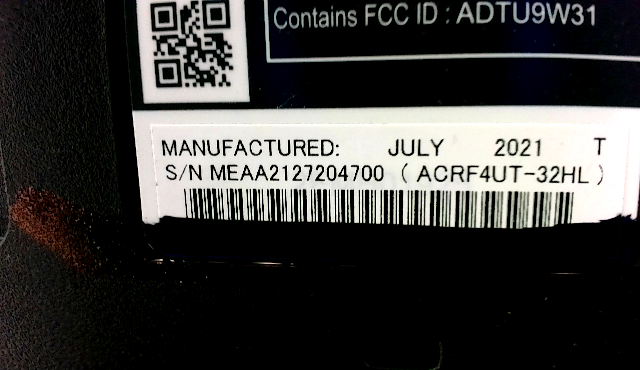 Contains FCC ID : ADTU9W31
MANUFACTURED: JULY 2021 T
S/N MEAA2127204700 ( ACRF4UT-32HL )